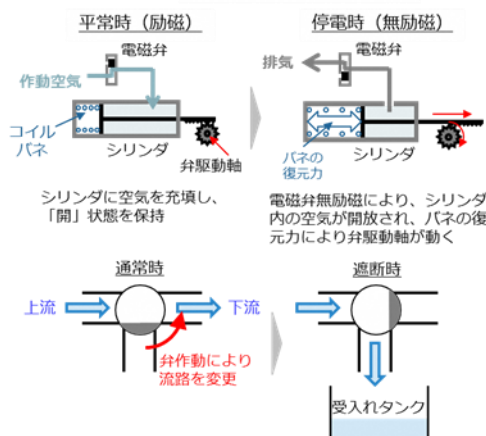 平常時（励磁）
電磁弁
作動空気
コイル
バネ
シリンダ
弁駆動軸
シリンダに空気を充填し、
「開」状態を保持
停電時（無励磁）
排気
電磁弁
バネの
復元力
シリンダ
電磁弁無励磁により、シリンダ
内の空気が開放され、バネの復
元力により弁駆動軸が動く
通常時
上流
下流
弁作動により
流路を変更
遮断時
受入れタンク